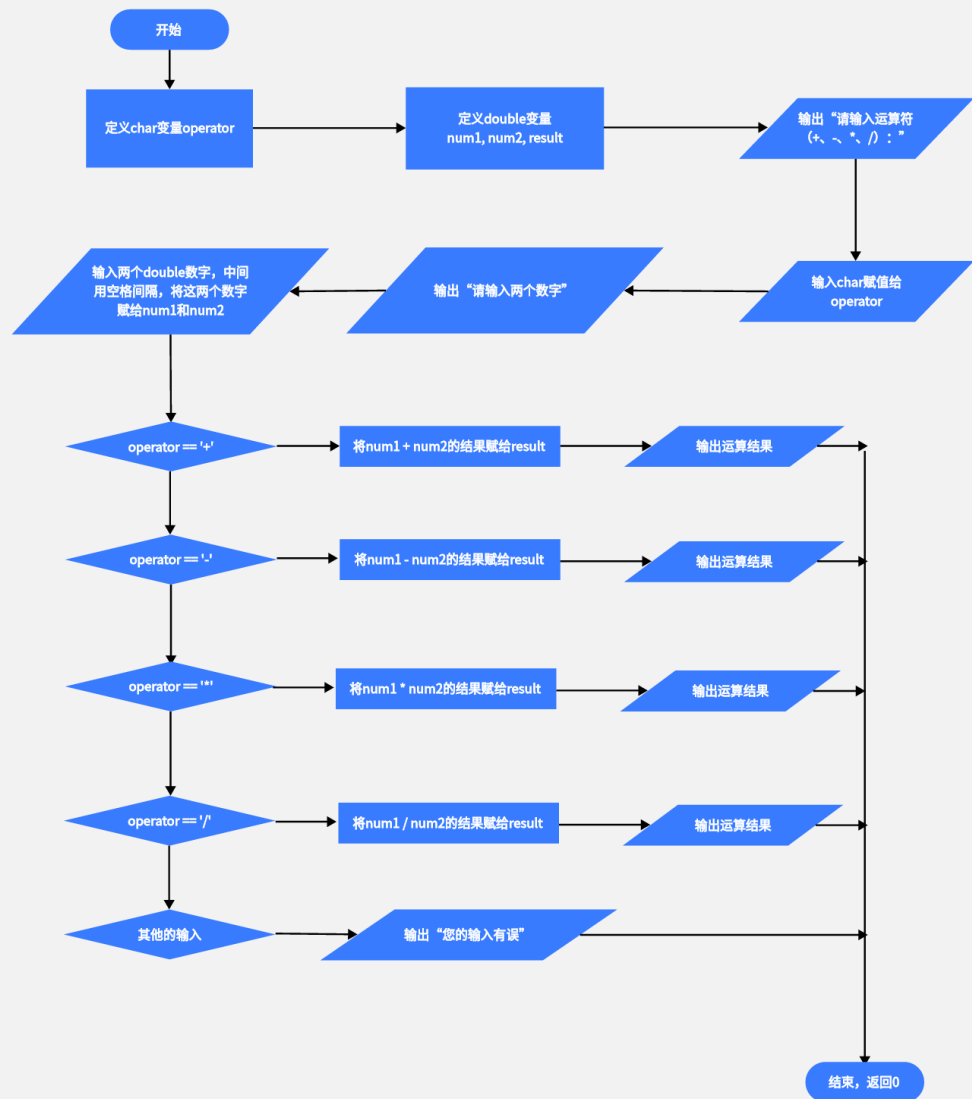 开始
定义char变量operator
定义double变量
num1, num2, result
输出“请输入运算符
（+、-、*、/）：”
输入char赋值给
operator
输出“请输入两个数字”
输入两个double数字，中间
用空格间隔，将这两个数字
赋给num1和num2
operator == '+'
将num1 + num2的结果赋给result
输出运算结果
operator == '-'
将num1 - num2的结果赋给result
输出运算结果
operator == '*'
将num1 * num2的结果赋给result
输出运算结果
operator == '/'
将num1 / num2的结果赋给result
输出运算结果
其他的输入
输出“您的输入有误”
结束，返回0